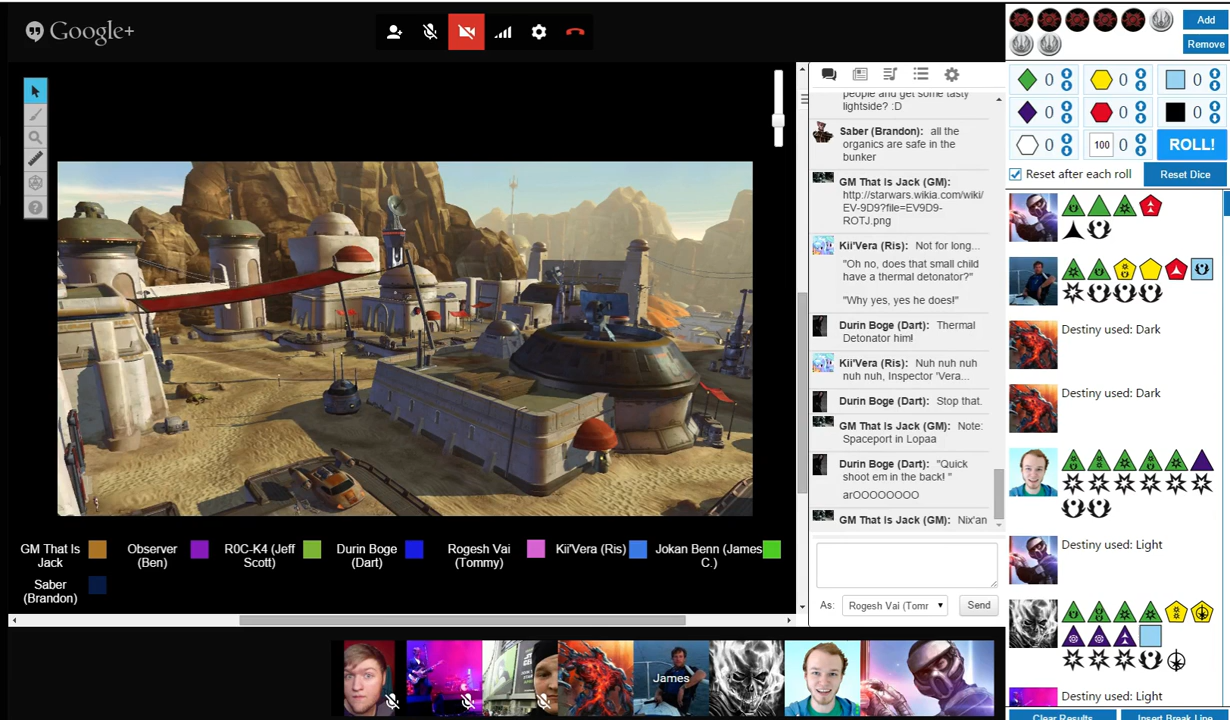 Google+
Add
Remove
0 0 0
0 0 0
0 100 0 ROLL!
Reset after each roll Reset Dice
people and get some tasty
lightside? :D
Saber (Brandon): all the
organics are safe in the
bunker
GM That Is Jack (GM):
http://starwars.wikia.com/wiki/
EV-9D9?file=EV9D9-
ROTJ.png
Kii'Vera (Ris): Not for long...
"Oh no, does that small child
have a thermal detonator?"
"Why yes, yes he does!"
Durin Boge (Dart): Thermal
Detonator him!
Kii'Vera (Ris): Nuh nuh nuh
nuh nuh, Inspector 'Vera...
Durin Boge (Dart): Stop that.
GM That Is Jack (GM): Note:
Spaceport in Lopaa
Durin Boge (Dart): "Quick
shoot em in the back! "
arOOOOOOOO
GM That Is Jack (GM): Nix'an
As: Rogesh Vai (Tomr Send
GM That Is
Jack
Observer
(Ben)
R0C-K4 (Jeff
Scott)
Durin Boge
(Dart)
Rogesh Vai
(Tommy)
Kii'Vera (Ris)
Jokan Benn (James
C.)
Saber
(Brandon)
James
Destiny used: Dark
Destiny used: Dark
Destiny used: Light
Destiny used: Light
Clear Results
Insert Break Line